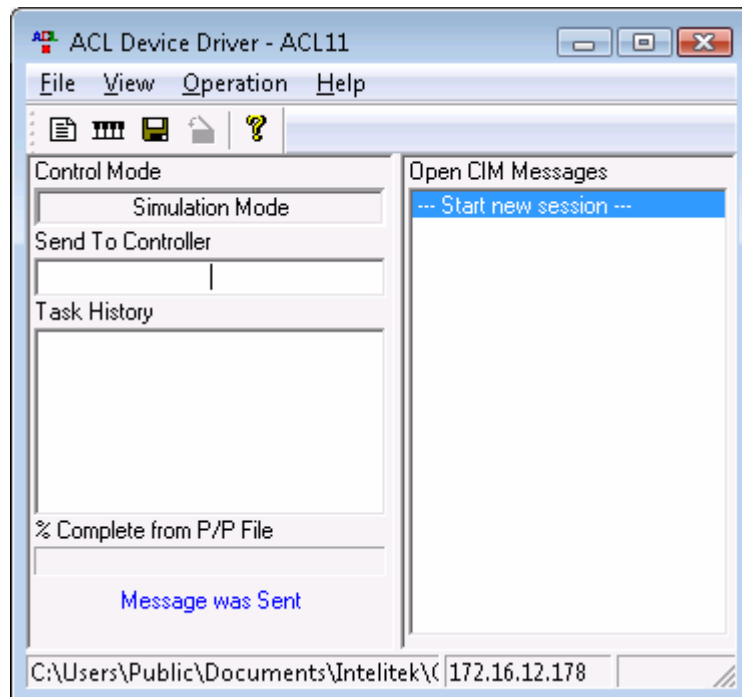 ACL Device Driver - ACL11
File View Operation Help
Control Mode
Simulation Mode
Send To Controller
Task History
% Complete from P/P File
Message was Sent
Open CIM Messages
--- Start new session ---
C:\Users\Public\Documents\Intelitek\( 172.16.12.178